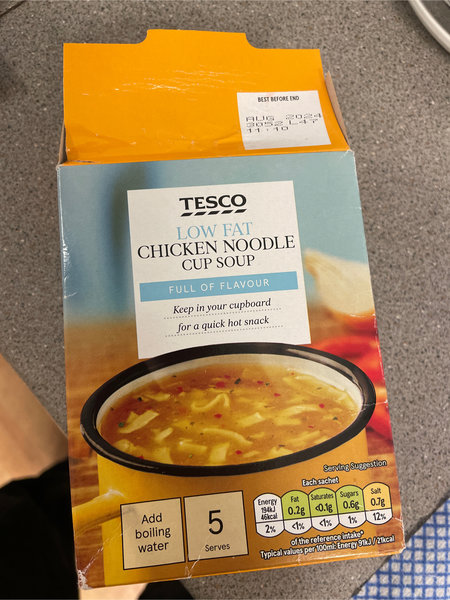 BEST BEFORE END
AUG 2024
3052 L47
11:10
TESCO
LOW FAT
CHICKEN NOODLE
CUP SOUP
FULL OF FLAVOUR
Keep in your cupboard
for a quick hot snack
Serving Suggestion
Add
boiling
water
5
Serves
Each sachet
Energy
194kJ
46kcal
2%
Fat
0.2g
<1%
Saturates
<0.1g
<1%
Sugars
0.6g
1%
Salt
0.7g
12%
of the reference intake*
Typical values per 100ml: Energy 91kJ / 21kcal